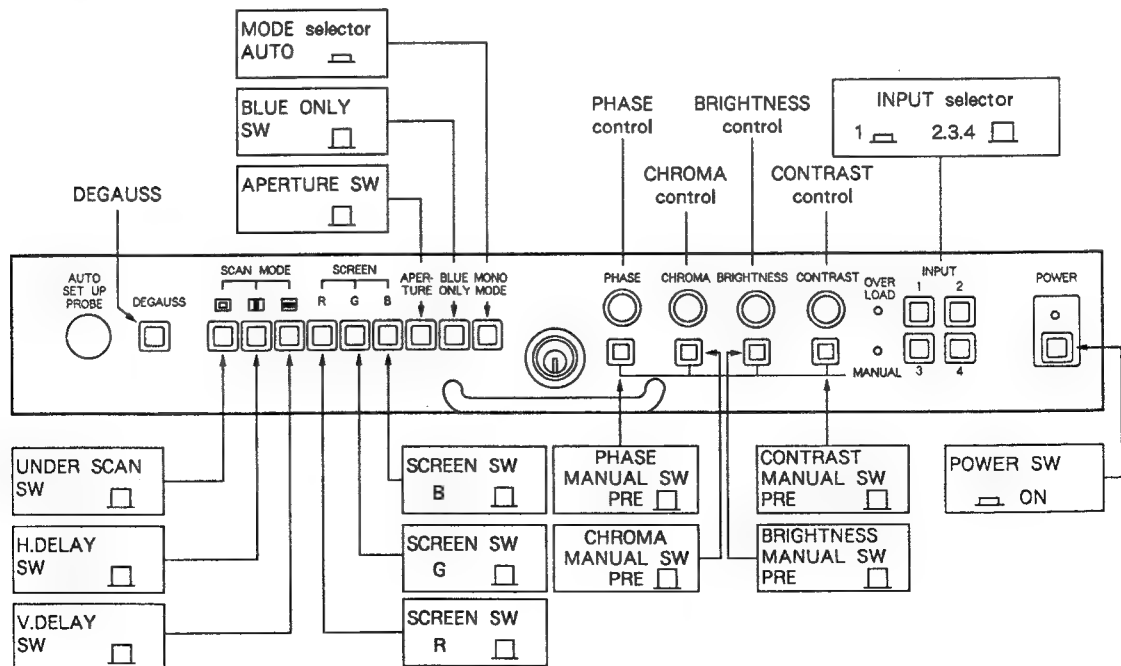 MODE selector
AUTO
BLUE ONLY
SW
APERTURE SW
DEGAUSS
PHASE
control
BRIGHTNESS
control
CHROMA
control
CONTRAST
control
INPUT selector
1 2.3.4
AUTO
SET UP
PROBE
DEGAUSS
SCAN MODE
SCREEN
R G B
APER-
TURE
BLUE
ONLY
MONO
MODE
PHASE
CHROMA
BRIGHTNESS
CONTRAST
OVER
LOAD
MANUAL
INPUT
1 2
3 4
POWER
UNDER SCAN
SW
H.DELAY
SW
V.DELAY
SW
SCREEN SW
B
SCREEN SW
G
SCREEN SW
R
PHASE
MANUAL SW
PRE
CHROMA
MANUAL SW
PRE
CONTRAST
MANUAL SW
PRE
BRIGHTNESS
MANUAL SW
PRE
POWER SW
ON